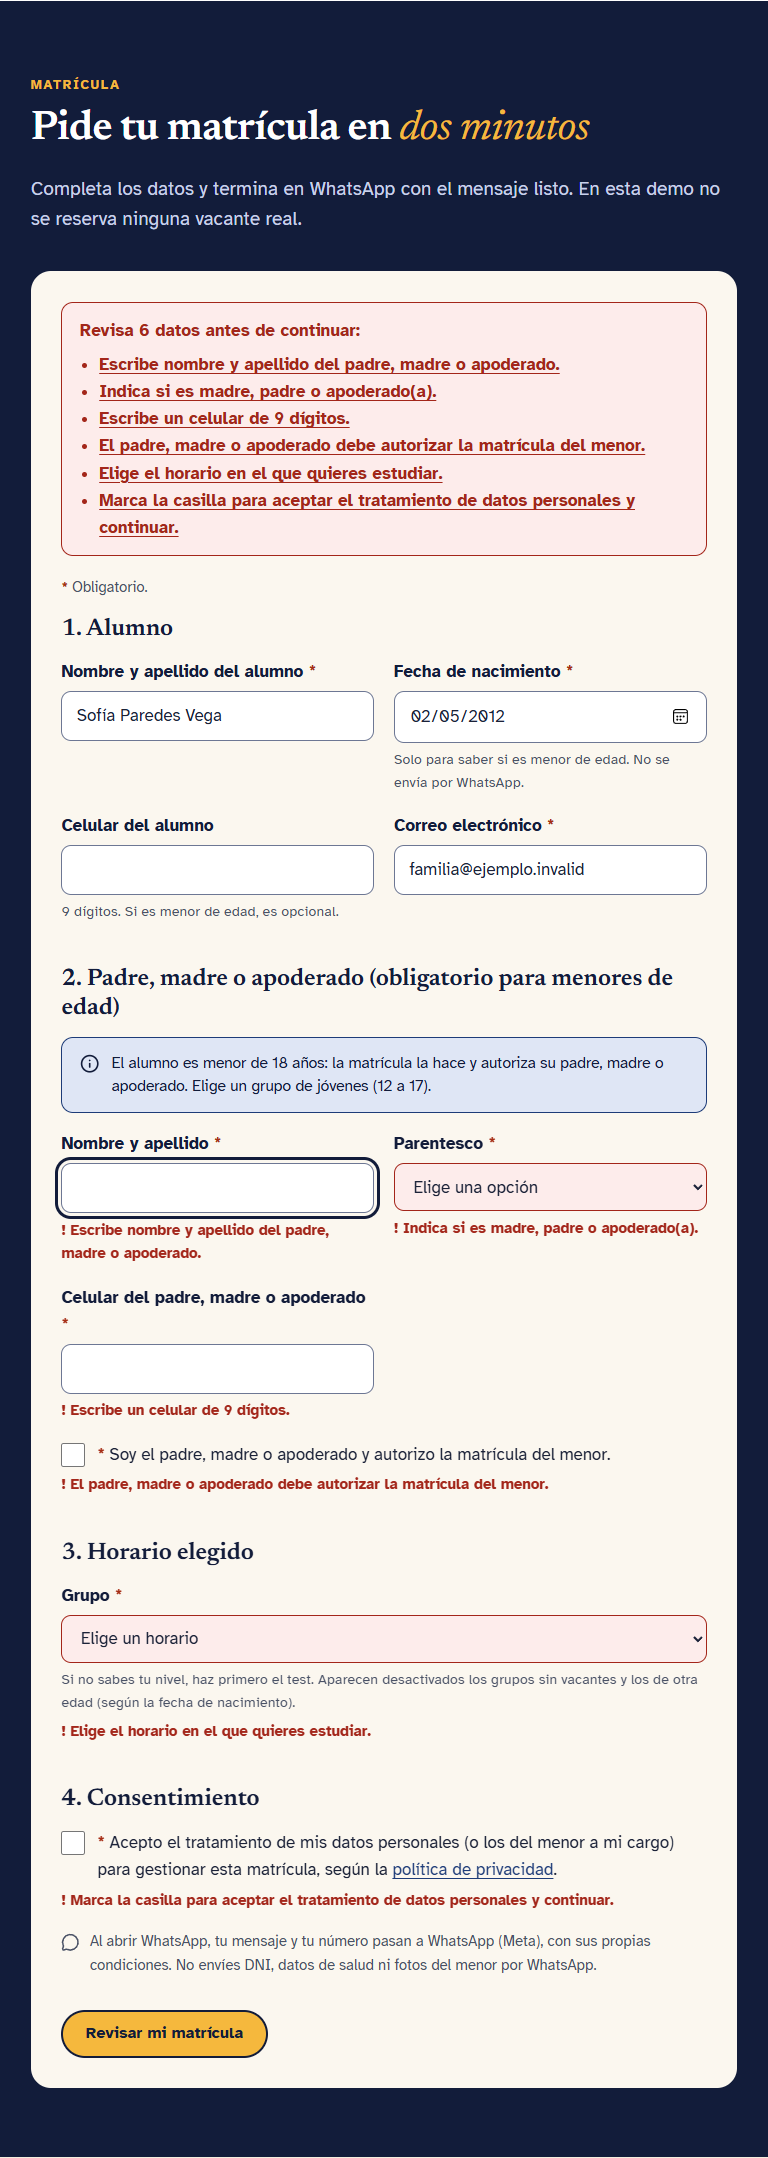 MATRÍCULA
Pide tu matrícula en dos minutos
Completa los datos y termina en WhatsApp con el mensaje listo. En esta demo no
se reserva ninguna vacante real.
Revisa 6 datos antes de continuar:
• Escribe nombre y apellido del padre, madre o apoderado.
• Indica si es madre, padre o apoderado(a).
• Escribe un celular de 9 dígitos.
• El padre, madre o apoderado debe autorizar la matrícula del menor.
• Elige el horario en el que quieres estudiar.
• Marca la casilla para aceptar el tratamiento de datos personales y
continuar.
* Obligatorio.
1. Alumno
Nombre y apellido del alumno *
Sofía Paredes Vega
Fecha de nacimiento *
02/05/2012
Solo para saber si es menor de edad. No se
envía por WhatsApp.
Celular del alumno
9 dígitos. Si es menor de edad, es opcional.
Correo electrónico *
familia@ejemplo.invalid
2. Padre, madre o apoderado (obligatorio para menores de
edad)
El alumno es menor de 18 años: la matrícula la hace y autoriza su padre, madre o
apoderado. Elige un grupo de jóvenes (12 a 17).
Nombre y apellido *
! Escribe nombre y apellido del padre,
madre o apoderado.
Parentesco *
Elige una opción
! Indica si es madre, padre o apoderado(a).
Celular del padre, madre o apoderado
*
! Escribe un celular de 9 dígitos.
* Soy el padre, madre o apoderado y autorizo la matrícula del menor.
! El padre, madre o apoderado debe autorizar la matrícula del menor.
3. Horario elegido
Grupo *
Elige un horario
Si no sabes tu nivel, haz primero el test. Aparecen desactivados los grupos sin vacantes y los de otra
edad (según la fecha de nacimiento).
! Elige el horario en el que quieres estudiar.
4. Consentimiento
* Acepto el tratamiento de mis datos personales (o los del menor a mi cargo)
para gestionar esta matrícula, según la política de privacidad.
! Marca la casilla para aceptar el tratamiento de datos personales y continuar.
Al abrir WhatsApp, tu mensaje y tu número pasan a WhatsApp (Meta), con sus propias
condiciones. No envíes DNI, datos de salud ni fotos del menor por WhatsApp.
Revisar mi matrícula